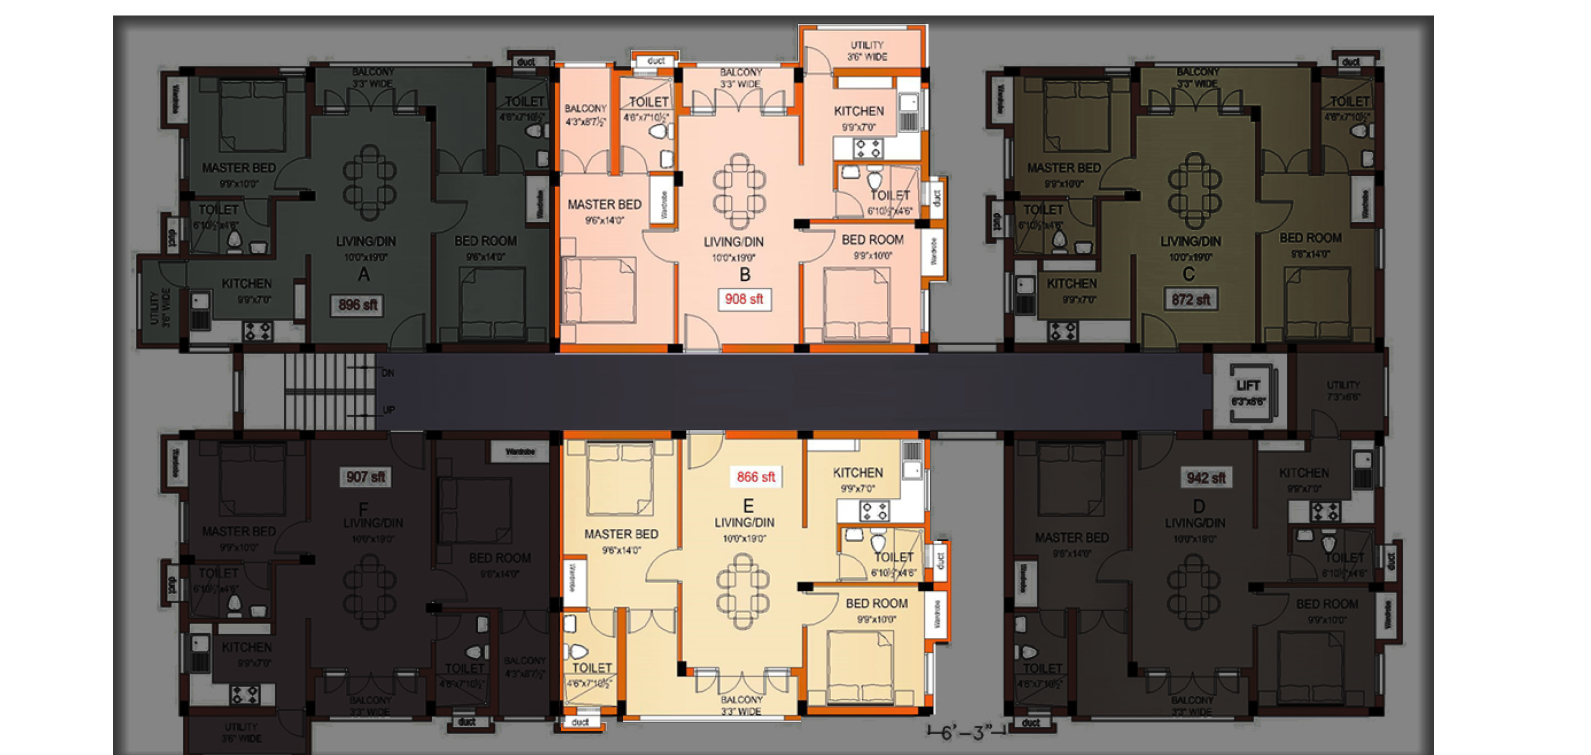 UTILITY
3'6" WIDE
duct
BALCONY
3'3" WIDE
TOILET
4'6"x7'10½"
Wardrobe
MASTER BED
9'9"x10'0"
TOILET
6'10½"x4'6"
duct
LIVING/DIN
10'0"x19'0"
A
896 sft
BED ROOM
9'6"x14'0"
Wardrobe
KITCHEN
9'9"x7'0"
UTILITY
3'6" WIDE
duct
BALCONY
4'3"x8'7½"
TOILET
4'6"x7'10½"
BALCONY
3'3" WIDE
KITCHEN
9'9"x7'0"
MASTER BED
9'6"x14'0"
Wardrobe
TOILET
6'10½"x4'6"
duct
LIVING/DIN
10'0"x19'0"
B
908 sft
BED ROOM
9'9"x10'0"
Wardrobe
duct
BALCONY
3'3" WIDE
TOILET
4'6"x7'10½"
Wardrobe
MASTER BED
9'9"x10'0"
TOILET
6'10½"x4'6"
duct
LIVING/DIN
10'0"x19'0"
C
872 sft
BED ROOM
9'6"x14'0"
Wardrobe
KITCHEN
9'9"x7'0"
DN
UP
LIFT
6'3"x6'6"
UTILITY
7'3"x6'6"
Wardrobe
907 sft
F
LIVING/DIN
10'0"x19'0"
MASTER BED
9'9"x10'0"
Wardrobe
BED ROOM
9'6"x14'0"
TOILET
6'10½"x4'6"
duct
KITCHEN
9'9"x7'0"
TOILET
4'6"x7'10½"
BALCONY
4'3"x8'7½"
BALCONY
3'3" WIDE
UTILITY
3'6" WIDE
duct
866 sft
E
LIVING/DIN
10'0"x19'0"
KITCHEN
9'9"x7'0"
MASTER BED
9'6"x14'0"
Wardrobe
TOILET
6'10½"x4'6"
duct
BED ROOM
9'9"x10'0"
Wardrobe
TOILET
4'6"x7'10½"
BALCONY
3'3" WIDE
duct
942 sft
D
LIVING/DIN
10'0"x19'0"
KITCHEN
9'9"x7'0"
MASTER BED
9'6"x14'0"
Wardrobe
TOILET
6'10½"x4'6"
duct
BED ROOM
9'9"x10'0"
Wardrobe
TOILET
4'6"x7'10½"
BALCONY
3'3" WIDE
duct
6'-3"